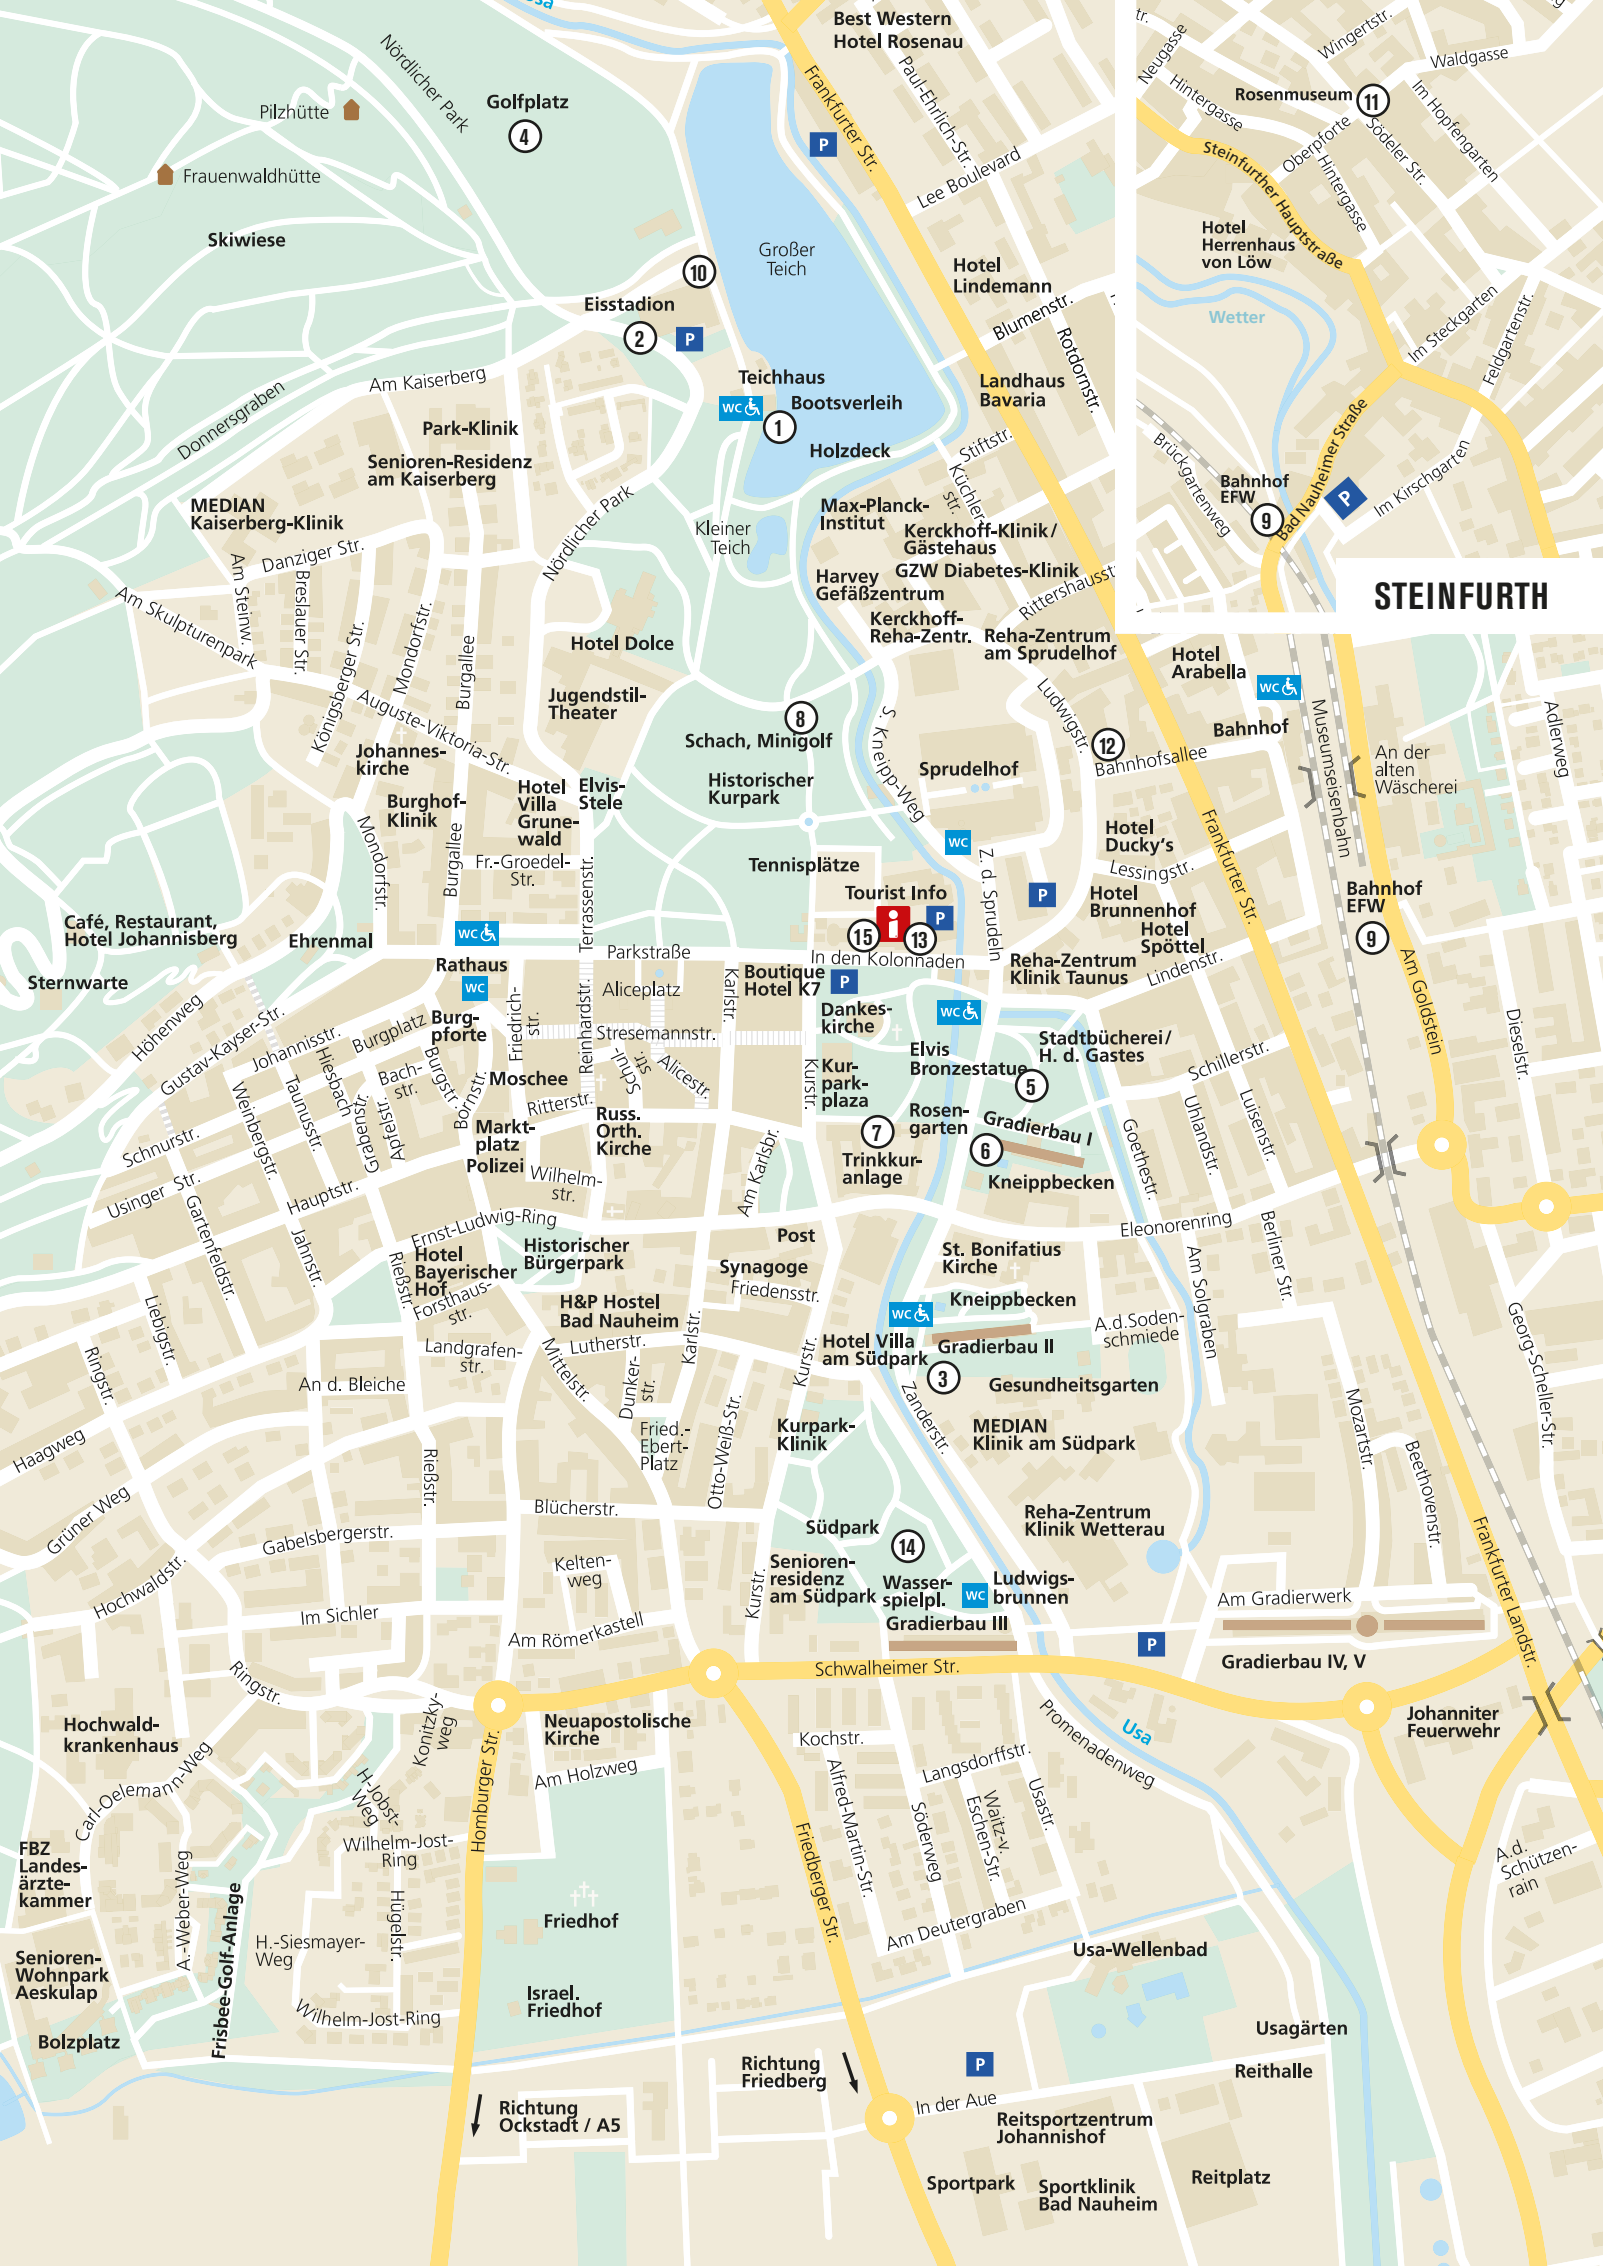 Usa
Best Western
Hotel Rosenau
Nördlicher Park
Golfplatz
4
Pilzhütte
Frauenwaldhütte
Skiwiese
Frankfurter Str.
Paul-Ehrlich-Str.
Lee Boulevard
P
Großer
Teich
10
Eisstadion
2
P
Hotel
Lindemann
Blumenstr.
Rotdornstr.
Teichhaus
WC
Bootsverleih
1
Holzdeck
Landhaus
Bavaria
Stiftstr.
Küchler-
str.
Am Kaiserberg
Donnersgraben
Park-Klinik
Senioren-Residenz
am Kaiserberg
MEDIAN
Kaiserberg-Klinik
Danziger Str.
Am Steinw.
Breslauer Str.
Am Skulpturenpark
Königsberger Str.
Mondorfstr.
Burgallee
Nördlicher Park
Kleiner
Teich
Max-Planck-
Institut
Kerckhoff-Klinik/
Gästehaus
GZW Diabetes-Klinik
Harvey
Gefäßzentrum
Rittershausstr.
Kerckhoff-
Reha-Zentr.
Reha-Zentrum
am Sprudelhof
Hotel Dolce
Jugendstil-
Theater
8
Schach, Minigolf
Historischer
Kurpark
S. Kneipp-Weg
Ludwigstr.
12
Bahnhofsallee
Sprudelhof
Auguste-Viktoria-Str.
Johannes-
kirche
Burghof-
Klinik
Hotel
Villa
Grune-
wald
Elvis-
Stele
Mondorfstr.
Burgallee
Fr.-Groedel-
Str.
Terrassenstr.
Tennisplätze
WC
Z. d. Sprudeln
P
Hotel
Ducky's
Lessingstr.
Hotel
Brunnenhof
Hotel
Spöttel
Frankfurter Str.
Tourist Info
15
13
P
In den Kolonnaden
Reha-Zentrum
Klinik Taunus
Lindenstr.
Café, Restaurant,
Hotel Johannisberg
Ehrenmal
WC
Sternwarte
Rathaus
WC
Parkstraße
Aliceplatz
Boutique
Hotel K7
P
Karlstr.
Dankes-
kirche
WC
Stadtbücherei/
H. d. Gastes
Höhenweg
Gustav-Kayser-Str.
Johannisstr.
Burgplatz
Burg-
pforte
Friedrich-
str.
Reinhardstr.
Stresemannstr.
Schul-
str.
Alicestr.
Elvis
Bronzestatue
5
Schillerstr.
Hiesbach
Bach-
str.
Burgstr.
Bornstr.
Moschee
Ritterstr.
Kurstr.
Kur-
park-
plaza
7
Trinkkur-
anlage
Rosen-
garten
6
Gradierbau I
Kneippbecken
Goethestr.
Uhlandstr.
Luisenstr.
Schnurstr.
Weinbergstr.
Taunusstr.
Grabenstr.
Apfelstr.
Markt-
platz
Polizei
Russ.
Orth.
Kirche
Wilhelm-
str.
Am Karlsbr.
Usinger Str.
Gartenfeldstr.
Hauptstr.
Jahnstr.
Ernst-Ludwig-Ring
Post
Eleonorenring
Hotel
Bayerischer
Hof
Historischer
Bürgerpark
Synagoge
Friedensstr.
St. Bonifatius
Kirche
Kneippbecken
Am Solgraben
Berliner Str.
Liebigstr.
Rießstr.
Forsthaus-
str.
H&P Hostel
Bad Nauheim
Lutherstr.
Karlstr.
WC
Hotel Villa
am Südpark
Gradierbau II
3
A.d.Soden-
schmiede
Gesundheitsgarten
Ringstr.
Landgrafen-
str.
Mittelstr.
Dunker-
str.
Kurstr.
Zanderstr.
An d. Bleiche
Haagweg
Fried.-
Ebert-
Platz
Otto-Weiß-Str.
Kurpark-
Klinik
MEDIAN
Klinik am Südpark
Mozartstr.
Beethovenstr.
Georg-Scheller-Str.
Rießstr.
Grüner Weg
Blücherstr.
Gabelsbergerstr.
Südpark
14
Reha-Zentrum
Klinik Wetterau
Frankfurter Landstr.
Hochwaldstr.
Kelten-
weg
Senioren-
residenz
am Südpark
Wasser-
spielpl.
WC
Ludwigs-
brunnen
Am Gradierwerk
Im Sichler
Kurstr.
Gradierbau III
Am Römerkastell
P
Gradierbau IV, V
Schwalheimer Str.
Ringstr.
Konitzky-
weg
Hochwald-
krankenhaus
Neuapostolische
Kirche
Kochstr.
Usa
Promenadenweg
Johanniter
Feuerwehr
Carl-Oelemann-Weg
H-Jobst-
Weg
Homburger Str.
Am Holzweg
Alfred-Martin-Str.
Langsdorffstr.
Waitz-v.
Eschen-Str.
Usastr.
Söderweg
FBZ
Landes-
ärzte-
kammer
Wilhelm-Jost-
Ring
Friedberger Str.
A.d.
Schützen-
rain
A.-Weber-Weg
Frisbee-Golf-Anlage
Hügelstr.
H.-Siesmayer-
Weg
Friedhof
Am Deutergraben
Usa-Wellenbad
Senioren-
Wohnpark
Aeskulap
Wilhelm-Jost-Ring
Israel.
Friedhof
Bolzplatz
Usagärten
Richtung
Friedberg
P
Reithalle
Richtung
Ockstadt / A5
In der Aue
Reitsportzentrum
Johannishof
Sportpark
Sportklinik
Bad Nauheim
Reitplatz
tr.
Neugasse
Hintergasse
Wingertstr.
Waldgasse
Rosenmuseum
11
Im Hopfengarten
Oberpforte
Södeler Str.
Steinfurther Hauptstraße
Hintergasse
Hotel
Herrenhaus
von Löw
Wetter
Im Steckgarten
Feldgartenstr.
Bad Nauheimer Straße
Brückgartenweg
Bahnhof
EFW
9
P
Im Kirschgarten
STEINFURTH
Hotel
Arabella
WC
Bahnhof
Museumseisenbahn
An der
alten
Wäscherei
Adlerweg
Bahnhof
EFW
9
Am Goldstein
Dieselstr.